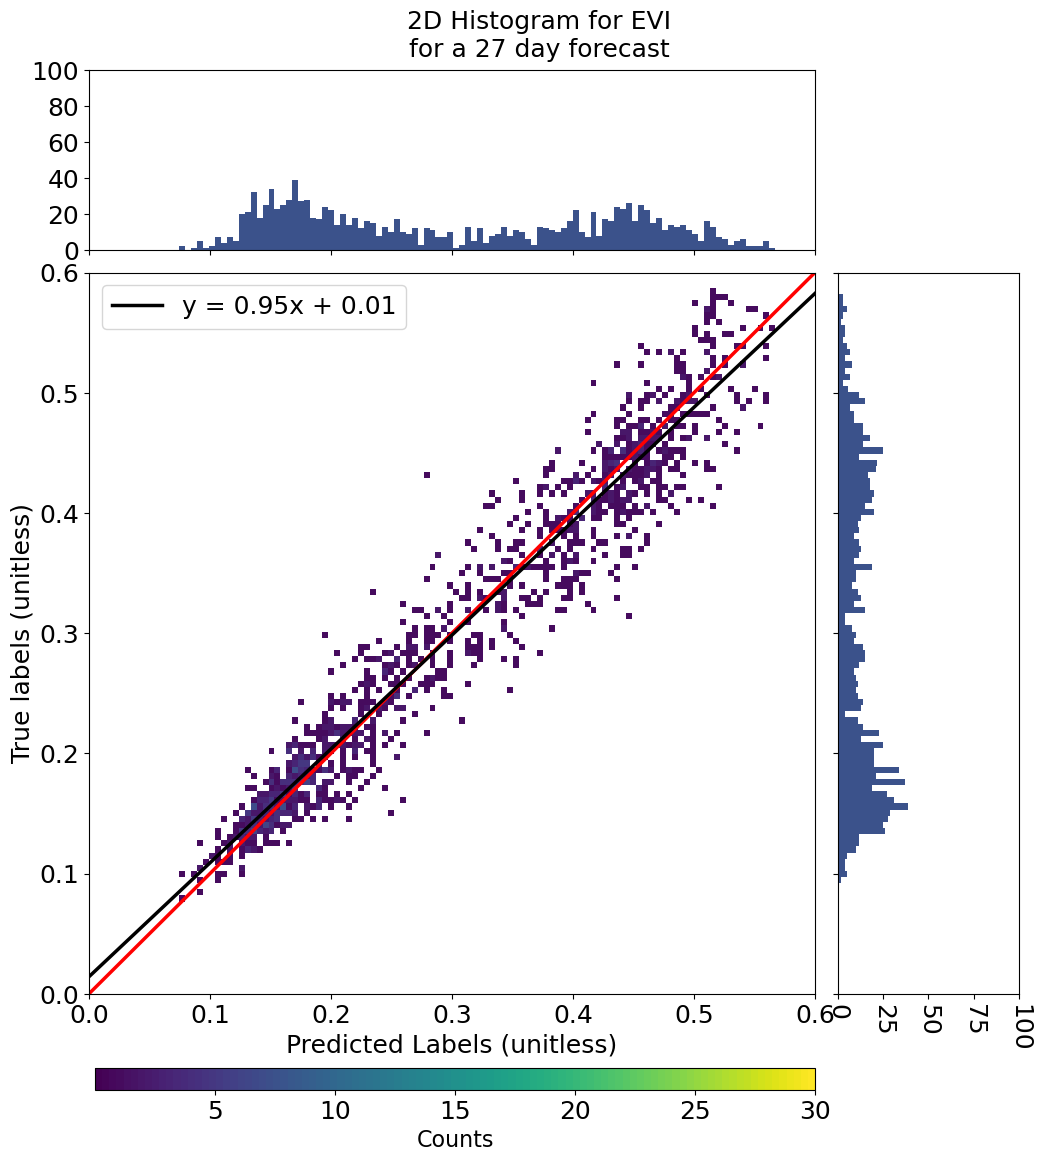 2D Histogram for EVI
for a 27 day forecast
100
80
60
40
20
0
0.6
0.5
0.4
0.3
0.2
0.1
0.0
True labels (unitless)
y = 0.95x + 0.01
0.0 0.1 0.2 0.3 0.4 0.5 0.6
Predicted Labels (unitless)
0 25 50 75 100
5 10 15 20 25 30
Counts